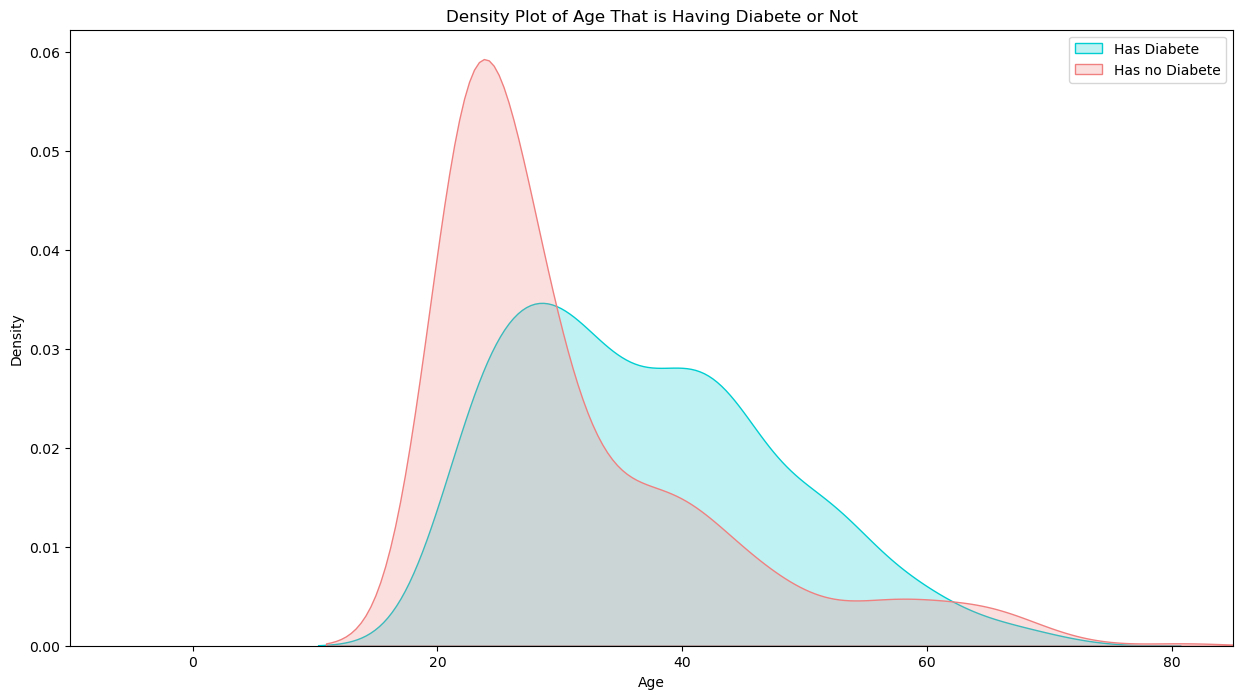 Density Plot of Age That is Having Diabete or Not
Has Diabete
Has no Diabete
0.06
0.05
0.04
0.03
0.02
0.01
0.00
Density
0 20 40 60 80
Age